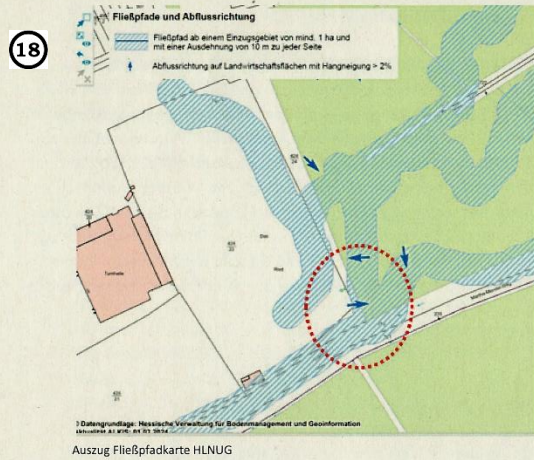 18
Fließpfade und Abflussrichtung
Fließpfad ab einem Einzugsgebiet von mind. 1 ha und
mit einer Ausdehnung von 10 m zu jeder Seite
Abflussrichtung auf Landwirtschaftsflächen mit Hangneigung > 2%
Turnhalle
Ried
Datengrundlage: Hessische Verwaltung für Bodenmanagement und Geoinformation
Auszug Fließpfadkarte HLNUG